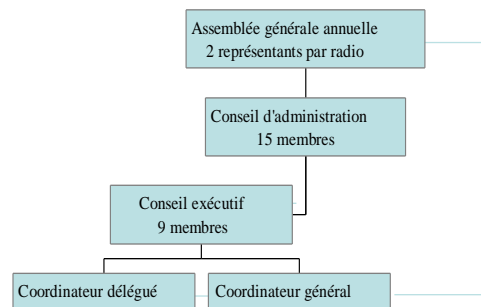 Assemblée générale annuelle
2 représentants par radio
Conseil d'administration
15 membres
Conseil exécutif
9 membres
Coordinateur délégué
Coordinateur général